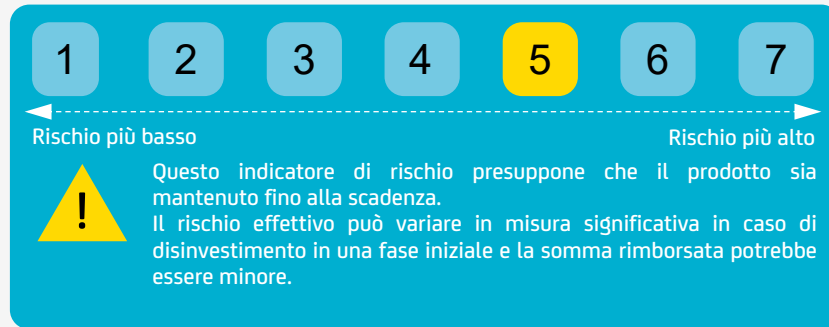 1 2 3 4 5 6 7
Rischio più basso Rischio più alto
Questo indicatore di rischio presuppone che il prodotto sia
mantenuto fino alla scadenza.
!
Il rischio effettivo può variare in misura significativa in caso di
disinvestimento in una fase iniziale e la somma rimborsata potrebbe
essere minore.